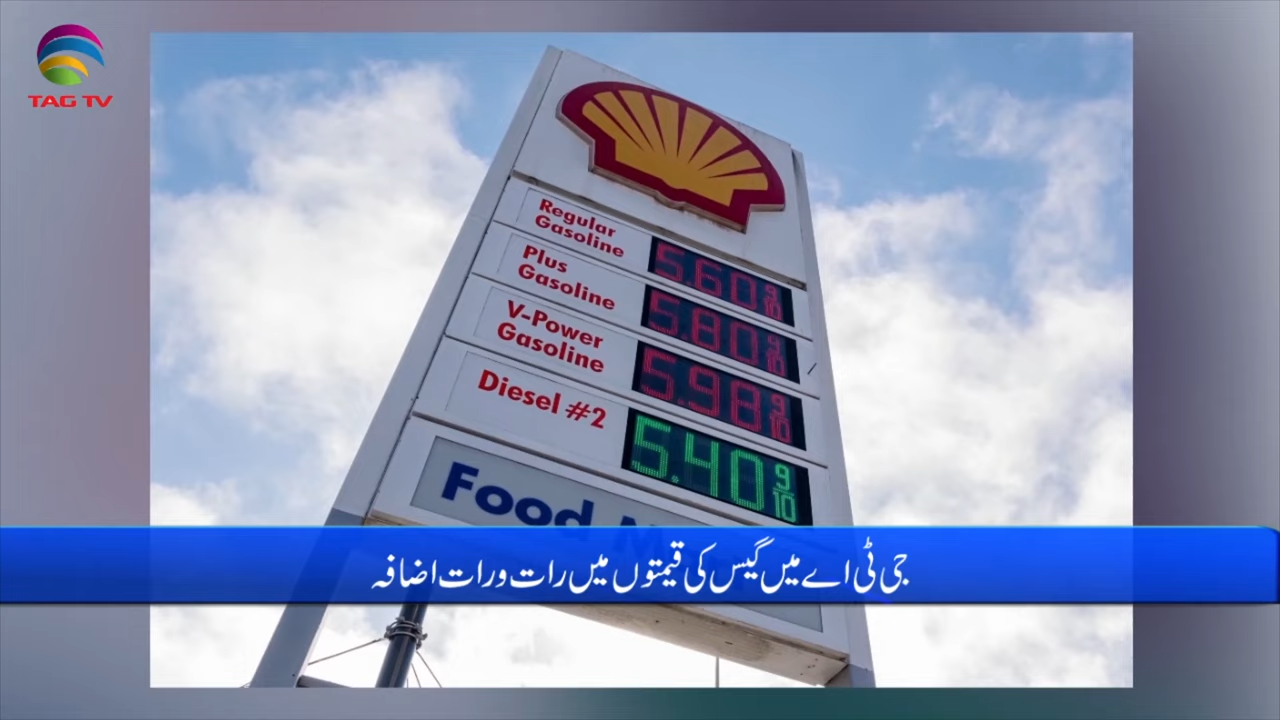 TAG TV
Regular
Gasoline
5.60 9/10
Plus
Gasoline
5.80 9/10
V-Power
Gasoline
5.98 9/10
Diesel #2
5.40 9/10
Food
جی ٹی اے میں گیس کی قیمتوں میں رات و رات اضافہ